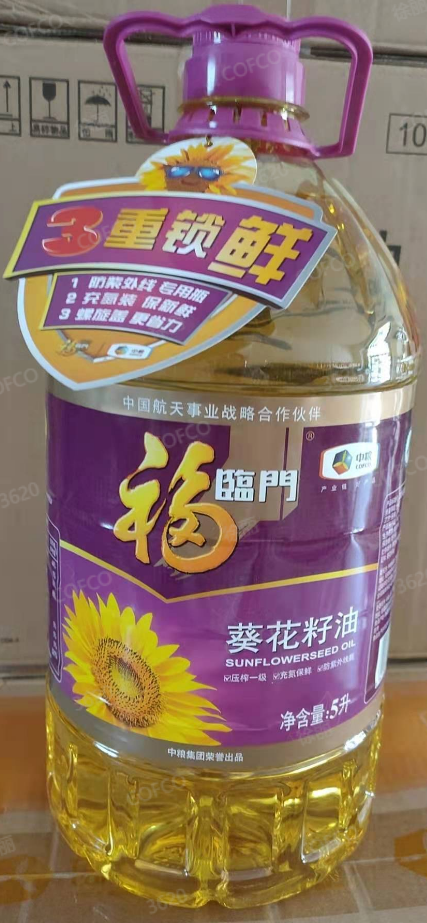 3重锁鲜
1 防紫外线 专用瓶
2 充氮装 保新鲜
3 螺旋盖 更省力
中粮
中国航天事业战略合作伙伴
福临門
®
中粮
COFCO
葵花籽油
SUNFLOWERSEED OIL
压榨一级 充氮保鲜 防紫外线瓶
净含量:5升
中粮集团荣誉出品
10
COFCO
3620